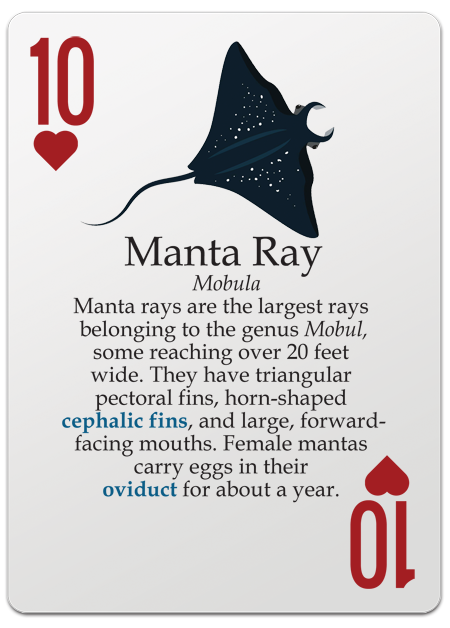 10
Manta Ray
Mobula
Manta rays are the largest rays
belonging to the genus Mobul,
some reaching over 20 feet
wide. They have triangular
pectoral fins, horn-shaped
cephalic fins, and large, forward-
facing mouths. Female mantas
carry eggs in their
oviduct for about a year.
10